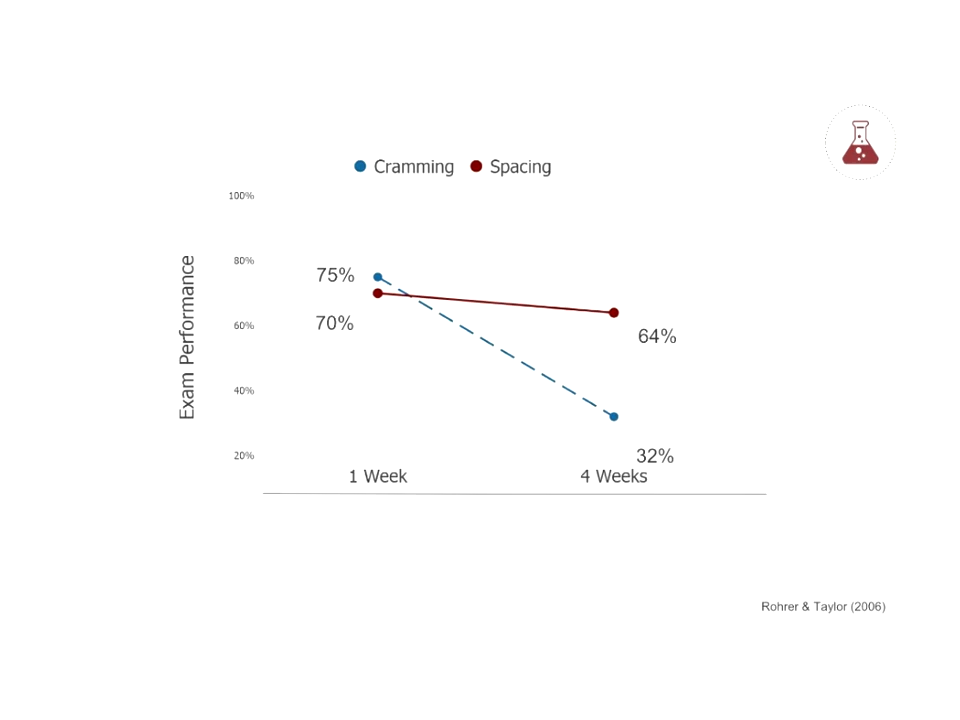 Cramming Spacing
100%
80%
75%
70%
60%
64%
40%
20%
32%
1 Week 4 Weeks
Exam Performance
Rohrer & Taylor (2006)